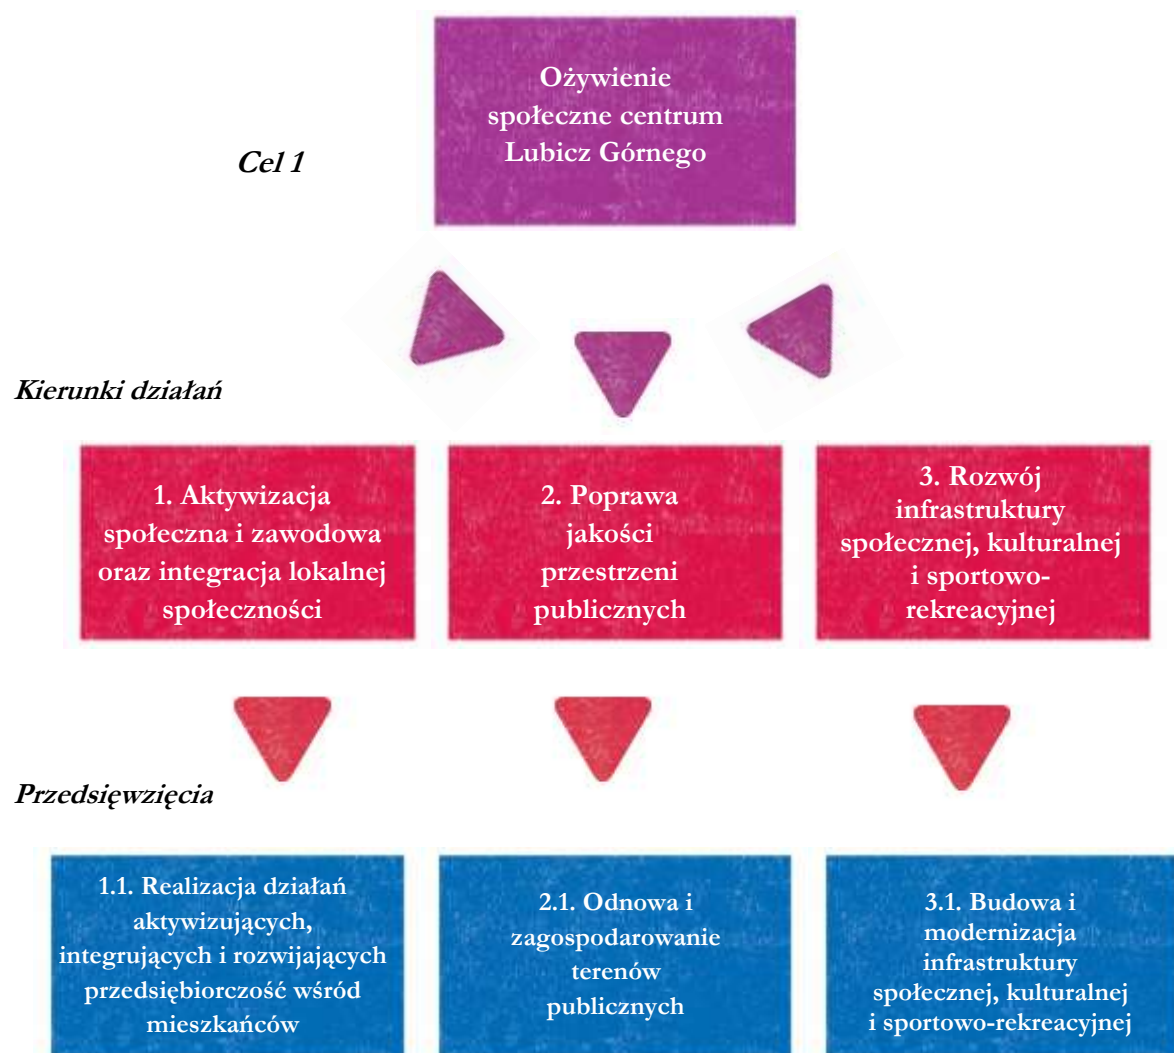 Ożywienie
społeczne centrum
Lubicz Górnego
Cel 1
Kierunki działań
1. Aktywizacja
społeczna i zawodowa
oraz integracja lokalnej
społeczności
2. Poprawa
jakości
przestrzeni
publicznych
3. Rozwój
infrastruktury
społecznej, kulturalnej
i sportowo-
rekreacyjnej
Przedsięwzięcia
1.1. Realizacja działań
aktywizujących,
integrujących i rozwijających
przedsiębiorczość wśród
mieszkańców
2.1. Odnowa i
zagospodarowanie
terenów
publicznych
3.1. Budowa i
modernizacja
infrastruktury
społecznej, kulturalnej
i sportowo-rekreacyjnej